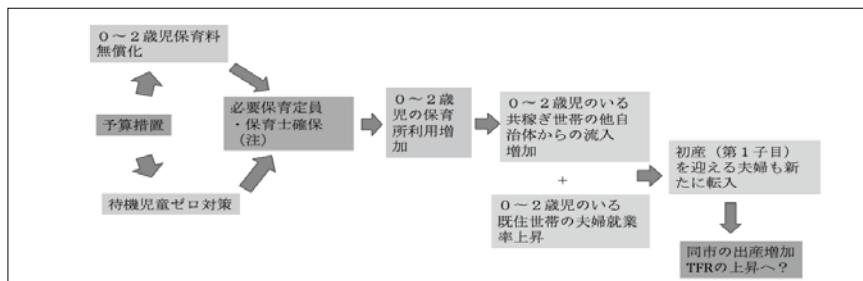 ０～２歳児保育料
無償化
予算措置
待機児童ゼロ対策
必要保育定員
・保育士確保
（注）
０～２歳
児の保育
所利用増
加
０～２歳児のいる
共稼ぎ世帯の他自
治体からの流入
増加
+
０～２歳児のいる
既住世帯の夫婦就業
率上昇
初産（第１子目）
を迎える夫婦も新
たに転入
同市の出産増加
TFRの上昇へ？